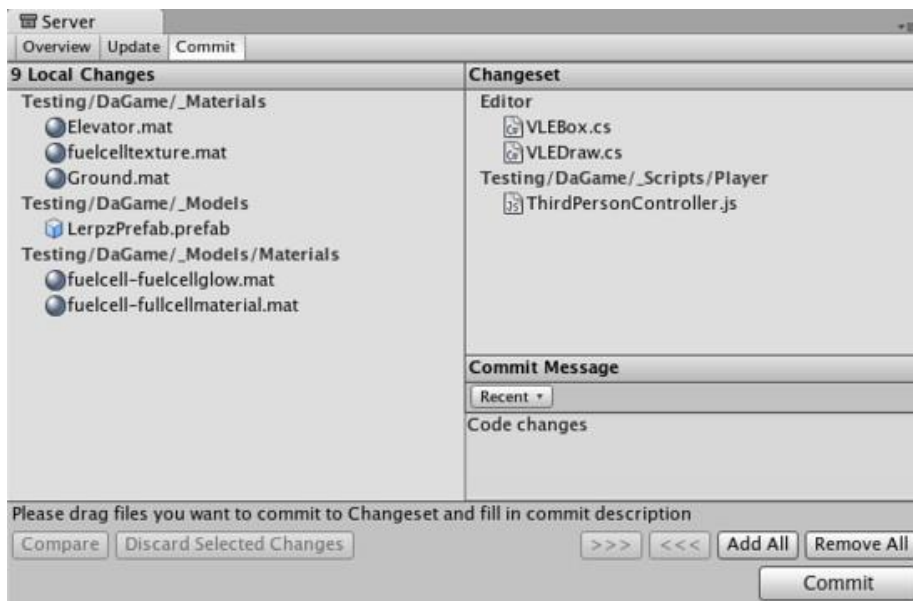 Server
Overview Update Commit
9 Local Changes
Testing/DaGame/_Materials
Elevator.mat
fuelcelltexture.mat
Ground.mat
Testing/DaGame/_Models
LerpzPrefab.prefab
Testing/DaGame/_Models/Materials
fuelcell-fuelcellglow.mat
fuelcell-fullcellmaterial.mat
Changeset
Editor
C# VLEBox.cs
C# VLEDraw.cs
Testing/DaGame/_Scripts/Player
JS ThirdPersonController.js
Commit Message
Recent
Code changes
Please drag files you want to commit to Changeset and fill in commit description
Compare Discard Selected Changes >>> <<< Add All Remove All
Commit